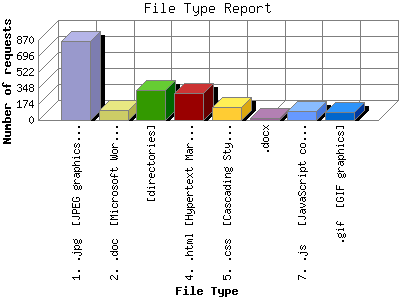 File Type Report
Number of requests
870
696
522
348
174
0
1. .jpg [JPEG graphics...
2. .doc [Microsoft Wor...
[directories]
4. .html [Hypertext Mar...
5. .css [Cascading Sty...
.docx
7. .js [JavaScript co...
.gif [GIF graphics]
File Type